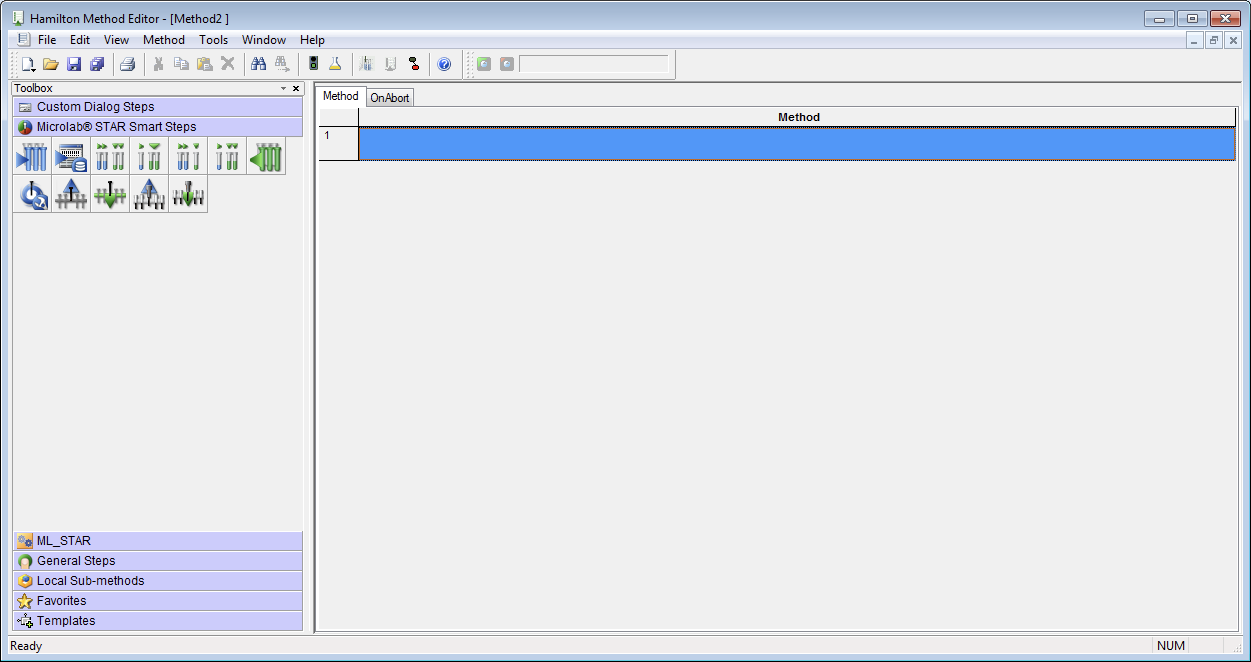 Hamilton Method Editor - [Method2 ]
File Edit View Method Tools Window Help
Toolbox
Custom Dialog Steps
Microlab® STAR Smart Steps
ML_STAR
General Steps
Local Sub-methods
Favorites
Templates
Method OnAbort
Method
1
Ready NUM